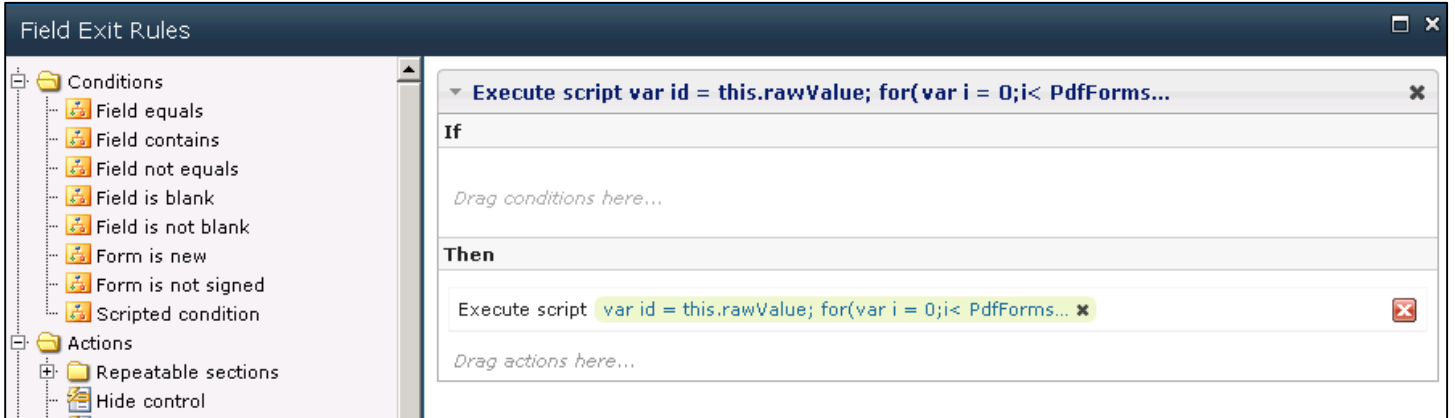 Field Exit Rules
Conditions
Field equals
Field contains
Field not equals
Field is blank
Field is not blank
Form is new
Form is not signed
Scripted condition
Actions
Repeatable sections
Hide control
Execute script var id = this.rawValue; for(var i = 0;i< PdfForms...
If
Drag conditions here...
Then
Execute script var id = this.rawValue; for(var i = 0;i< PdfForms...
Drag actions here...